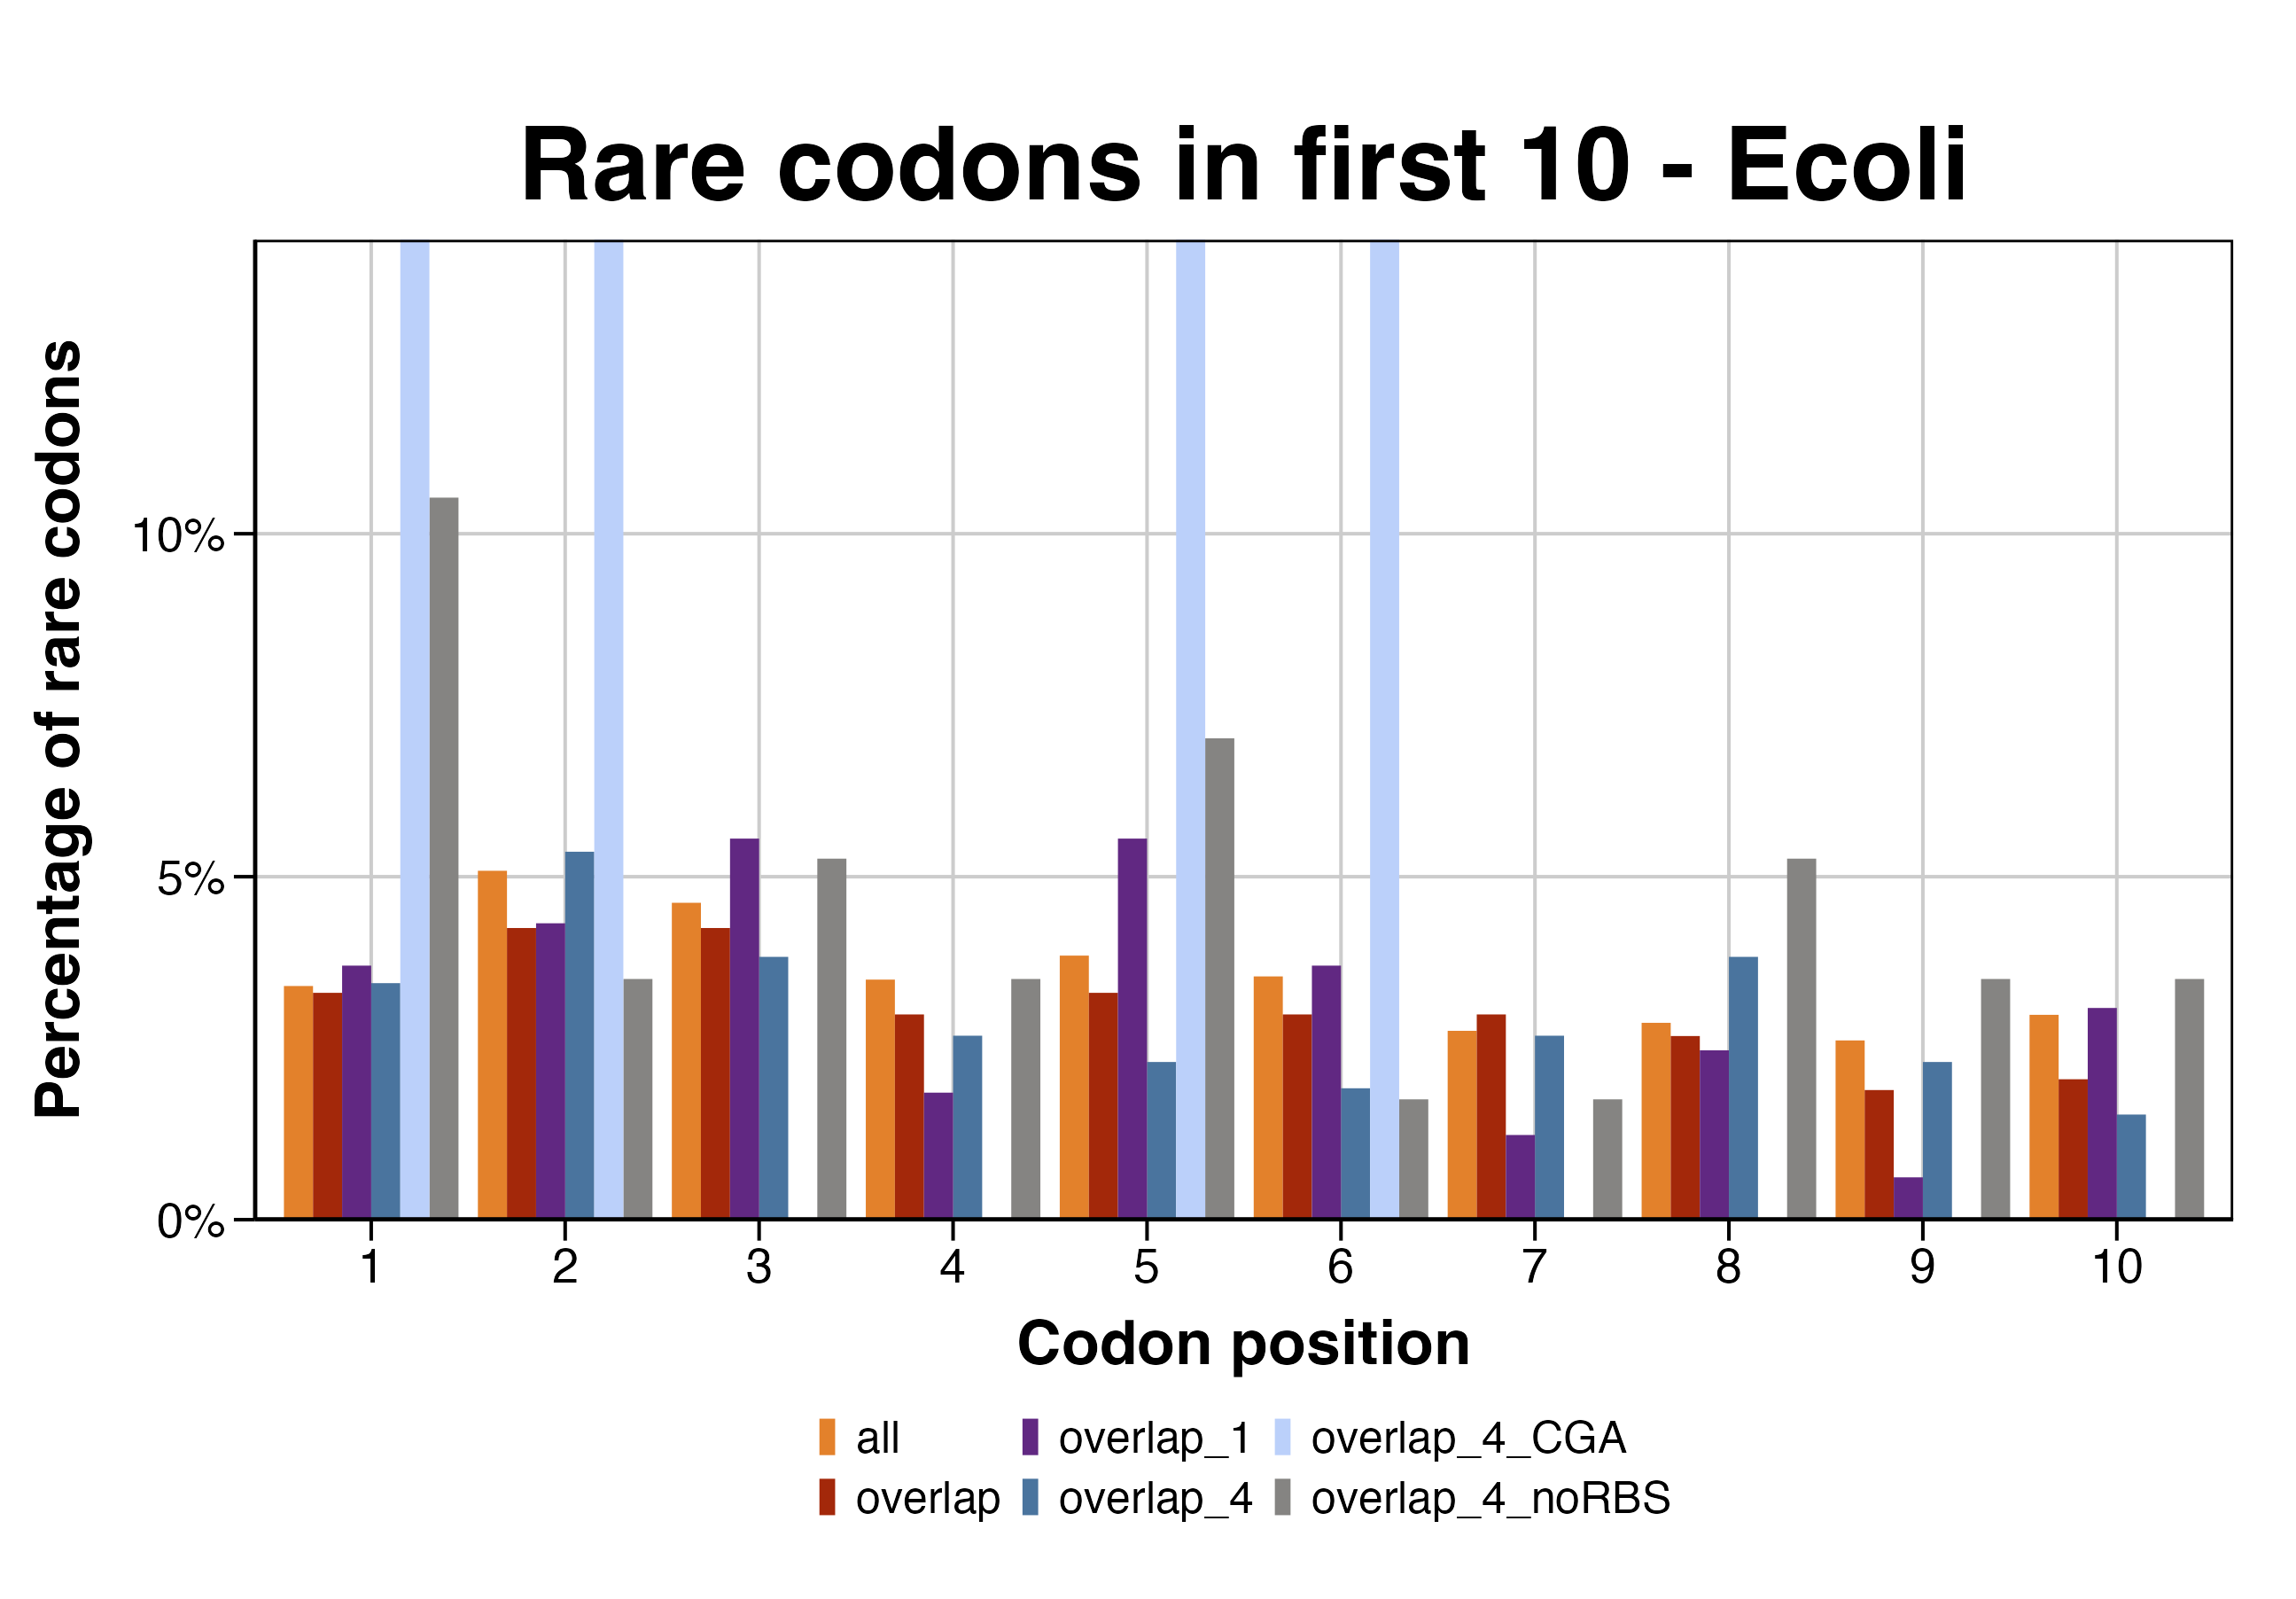 Rare codons in first 10 - Ecoli
Percentage of rare codons
10%
5%
0%
1 2 3 4 5 6 7 8 9 10
Codon position
all overlap_1 overlap_4_CGA
overlap overlap_4 overlap_4_noRBS